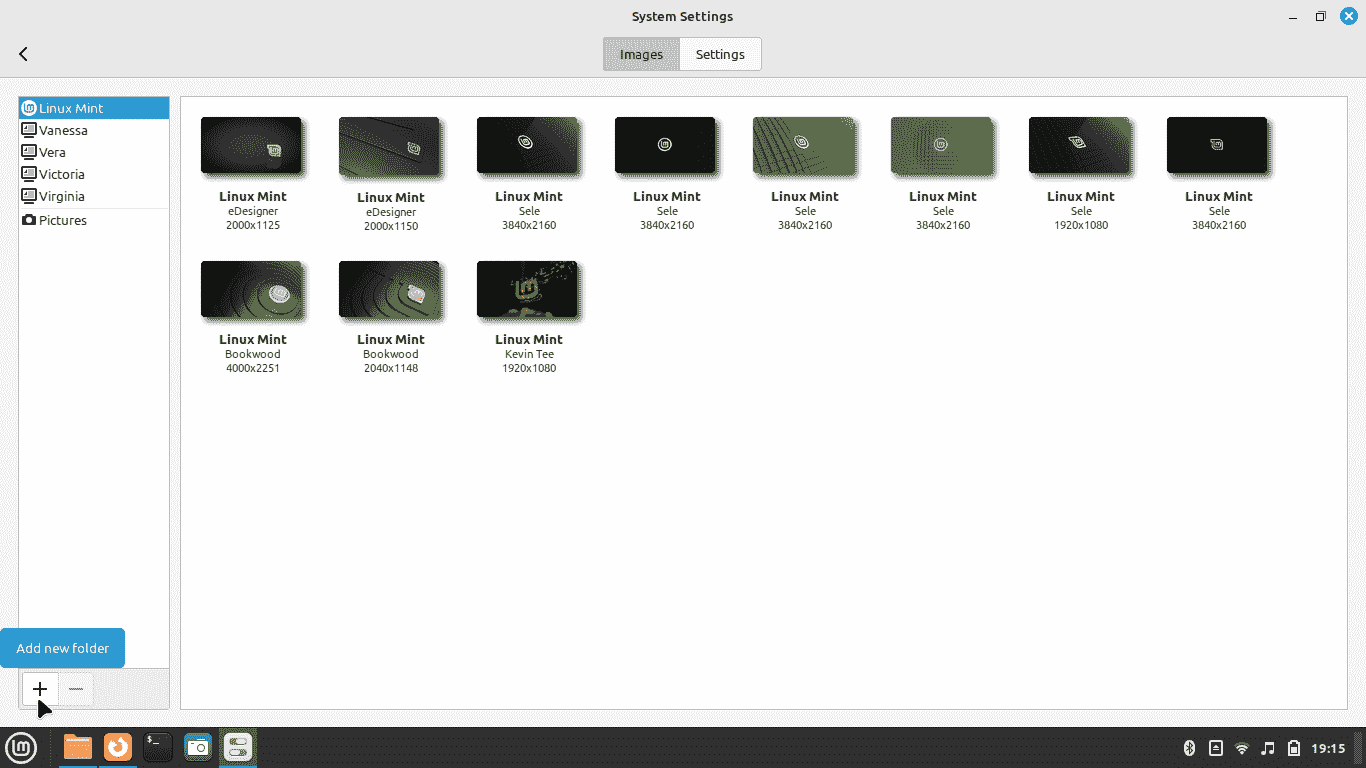 System Settings
Images
Settings
Linux Mint
Vanessa
Vera
Victoria
Virginia
Pictures
Linux Mint
eDesigner
2000x1125
Linux Mint
eDesigner
2000x1150
Linux Mint
Sele
3840x2160
Linux Mint
Sele
3840x2160
Linux Mint
Sele
3840x2160
Linux Mint
Sele
3840x2160
Linux Mint
Sele
1920x1080
Linux Mint
Sele
3840x2160
Linux Mint
Bookwood
4000x2251
Linux Mint
Bookwood
2040x1148
Linux Mint
Kevin Tee
1920x1080
Add new folder
19:15